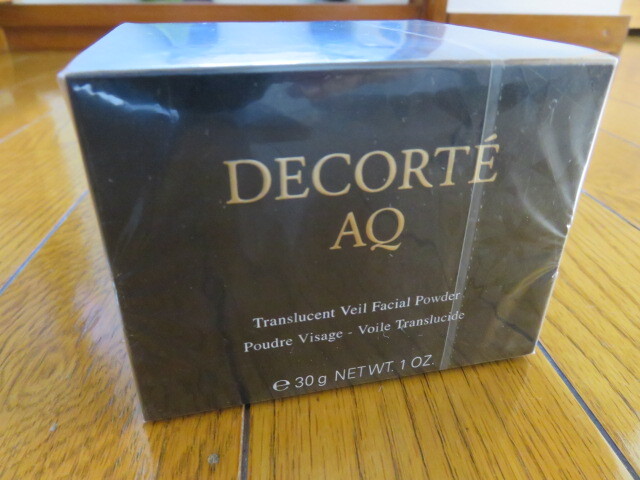 DECORTÉ
AQ
Translucent Veil Facial Powder
Poudre Visage - Voile Translucide
℮ 30 g NET WT. 1 OZ.